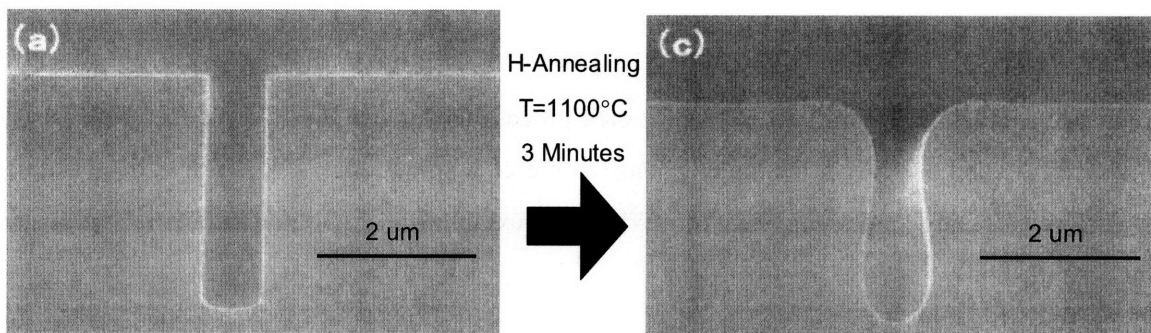 (a)
2 um
H-Annealing
T=1100°C
3 Minutes
(c)
2 um